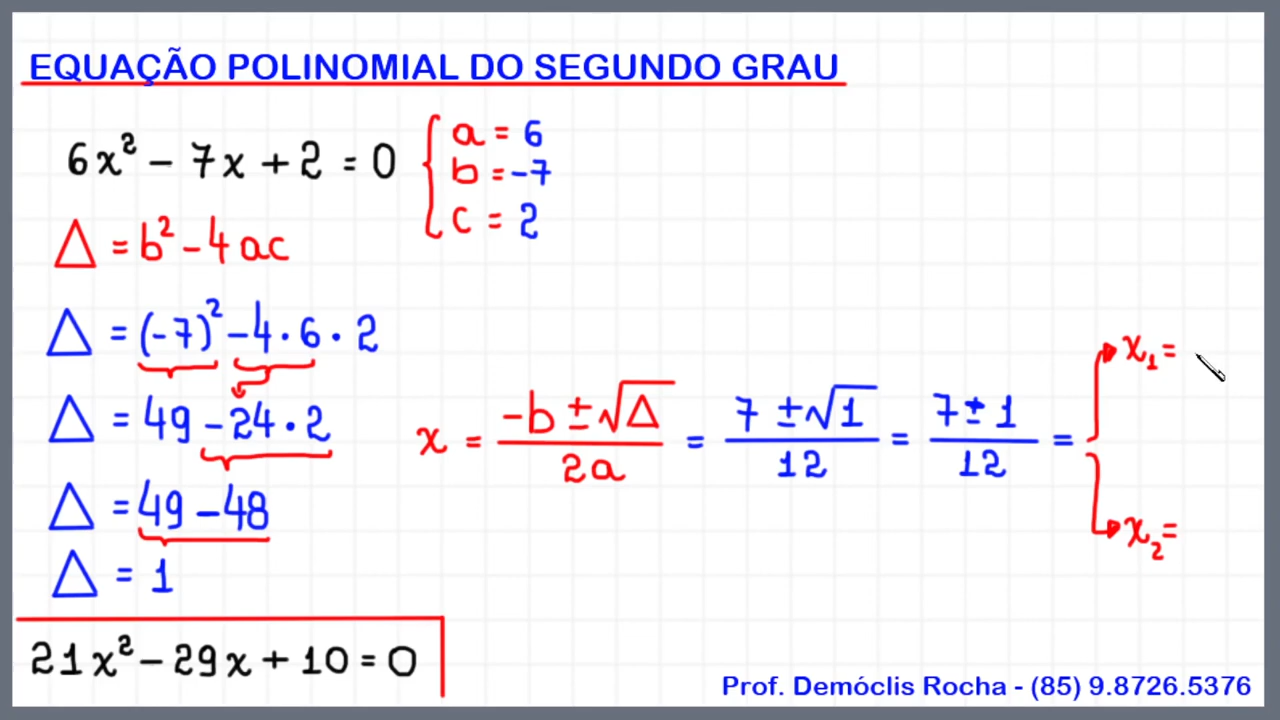 EQUAÇÃO POLINOMIAL DO SEGUNDO GRAU
6x² - 7x + 2 = 0
a = 6
b = -7
c = 2
Δ = b² - 4ac
Δ = (-7)² - 4 · 6 · 2
Δ = 49 - 24 · 2
Δ = 49 - 48
Δ = 1
x = (-b ± √Δ)/2a = (7 ± √1)/12 = (7 ± 1)/12 =
x₁ =
x₂ =
21x² - 29x + 10 = 0
Prof. Demóclis Rocha - (85) 9.8726.5376